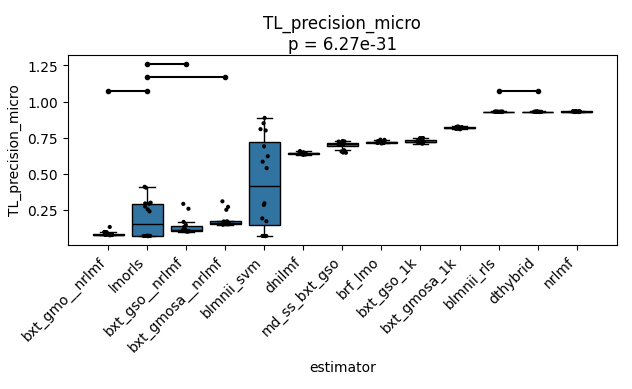 TL_precision_micro
p = 6.27e-31
TL_precision_micro
1.25
1.00
0.75
0.50
0.25
bxt_gmo__nrlmf
lmorls
bxt_gso__nrlmf
bxt_gmosa__nrlmf
blmnii_svm
dnilmf
md_ss_bxt_gso
brf_lmo
bxt_gso_1k
bxt_gmosa_1k
blmnii_rls
dthybrid
nrlmf
estimator